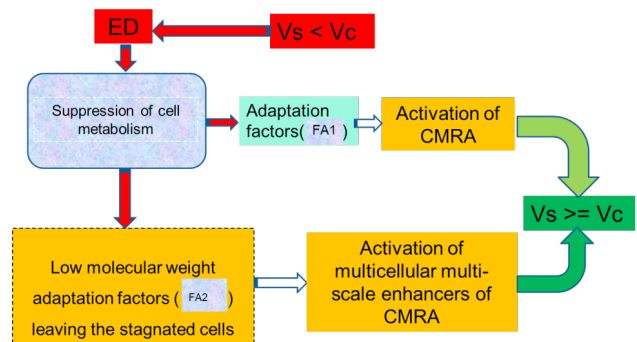 ED
Vs < Vc
Suppression of cell
metabolism
Adaptation
factors( FA1 )
Activation of
CMRA
Vs >= Vc
Low molecular weight
adaptation factors ( FA2 )
leaving the stagnated cells
Activation of
multicellular multi-
scale enhancers of
CMRA